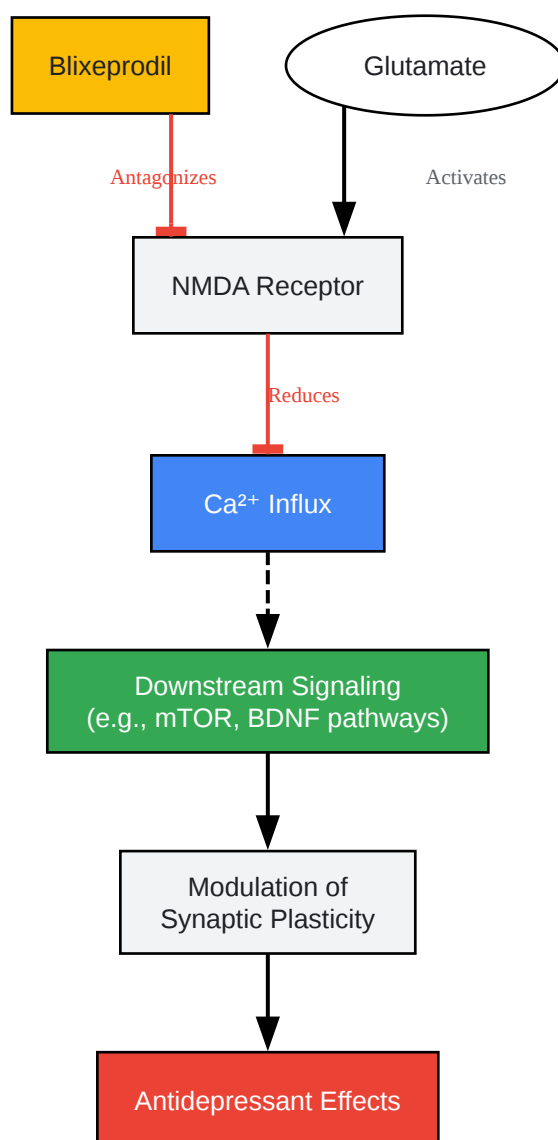 Blixeprodil
Glutamate
Antagonizes
Activates
NMDA Receptor
Reduces
Ca²⁺ Influx
Downstream Signaling
(e.g., mTOR, BDNF pathways)
Modulation of
Synaptic Plasticity
Antidepressant Effects